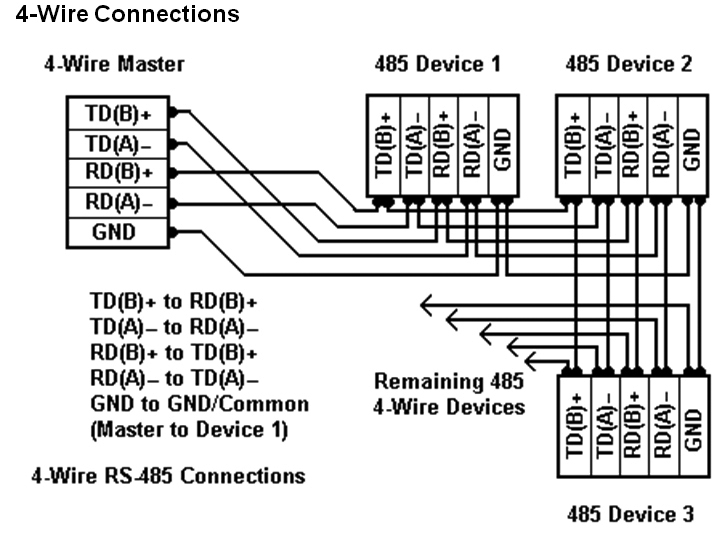 4-Wire Connections
4-Wire Master
485 Device 1
485 Device 2
TD(B)+
TD(A)–
RD(B)+
RD(A)–
GND
TD(B)+
TD(A)–
RD(B)+
RD(A)–
GND
TD(B)+
TD(A)–
RD(B)+
RD(A)–
GND
TD(B)+ to RD(B)+
TD(A)– to RD(A)–
RD(B)+ to TD(B)+
RD(A)– to TD(A)–
GND to GND/Common
(Master to Device 1)
Remaining 485
4-Wire Devices
TD(B)+
TD(A)–
RD(B)+
RD(A)–
GND
4-Wire RS-485 Connections
485 Device 3